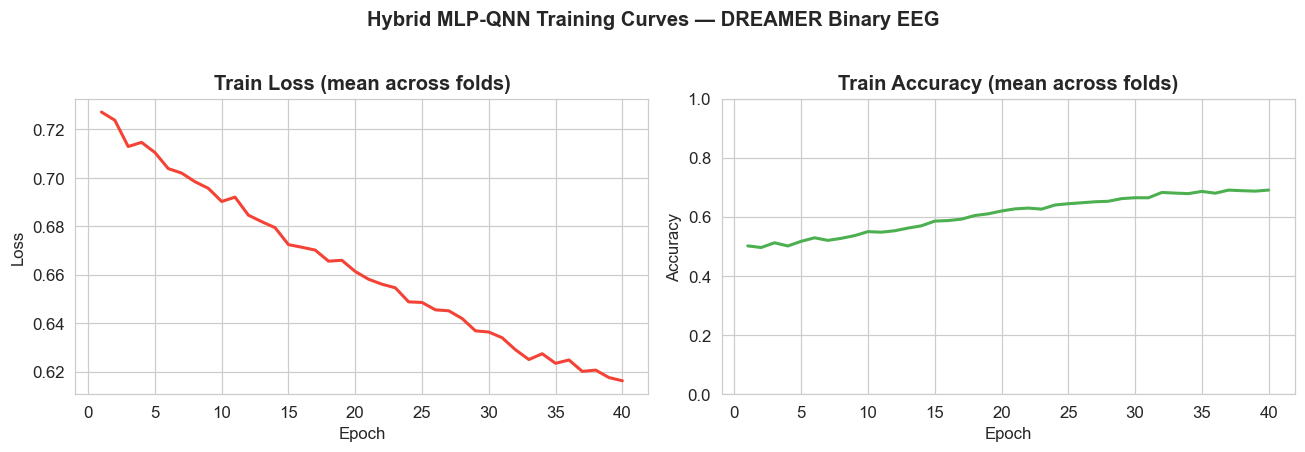 Hybrid MLP-QNN Training Curves — DREAMER Binary EEG
Train Loss (mean across folds)
0.72
0.70
0.68
0.66
0.64
0.62
Loss
0 5 10 15 20 25 30 35 40
Epoch
Train Accuracy (mean across folds)
1.0
0.8
0.6
0.4
0.2
0.0
Accuracy
0 5 10 15 20 25 30 35 40
Epoch